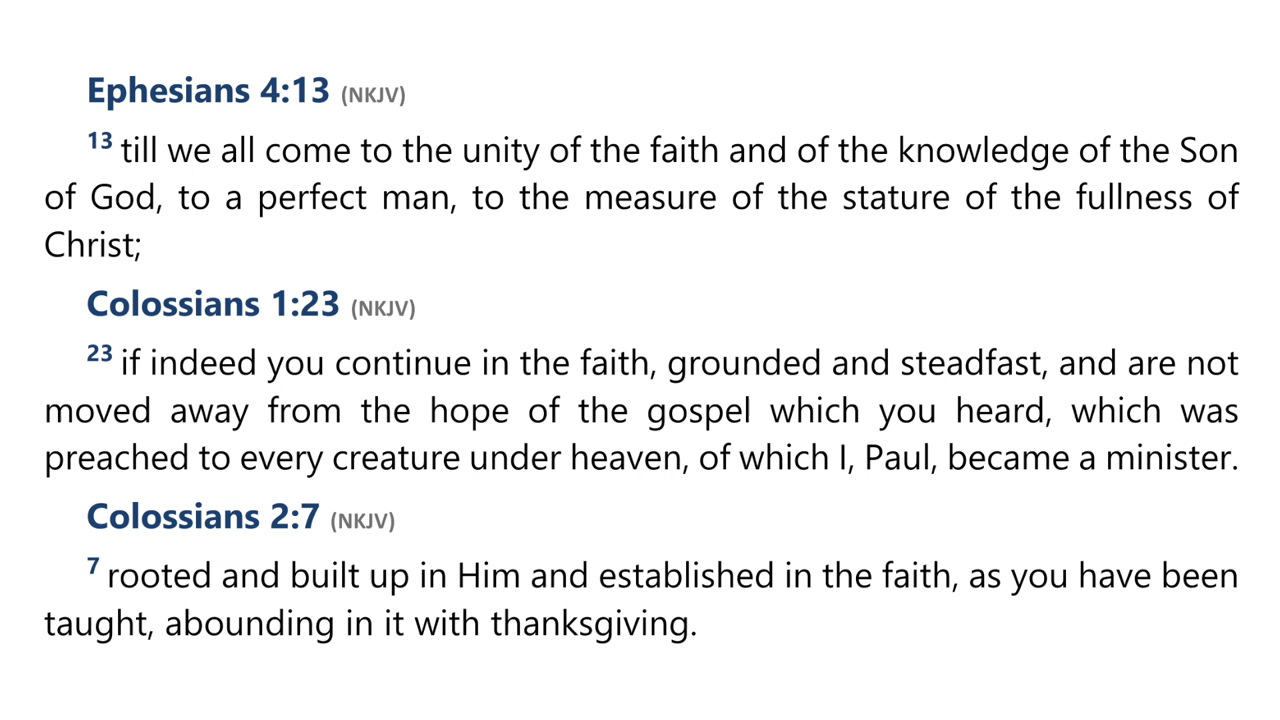 Ephesians 4:13 (NKJV)
13 till we all come to the unity of the faith and of the knowledge of the Son
of God, to a perfect man, to the measure of the stature of the fullness of
Christ;
Colossians 1:23 (NKJV)
23 if indeed you continue in the faith, grounded and steadfast, and are not
moved away from the hope of the gospel which you heard, which was
preached to every creature under heaven, of which I, Paul, became a minister.
Colossians 2:7 (NKJV)
7 rooted and built up in Him and established in the faith, as you have been
taught, abounding in it with thanksgiving.